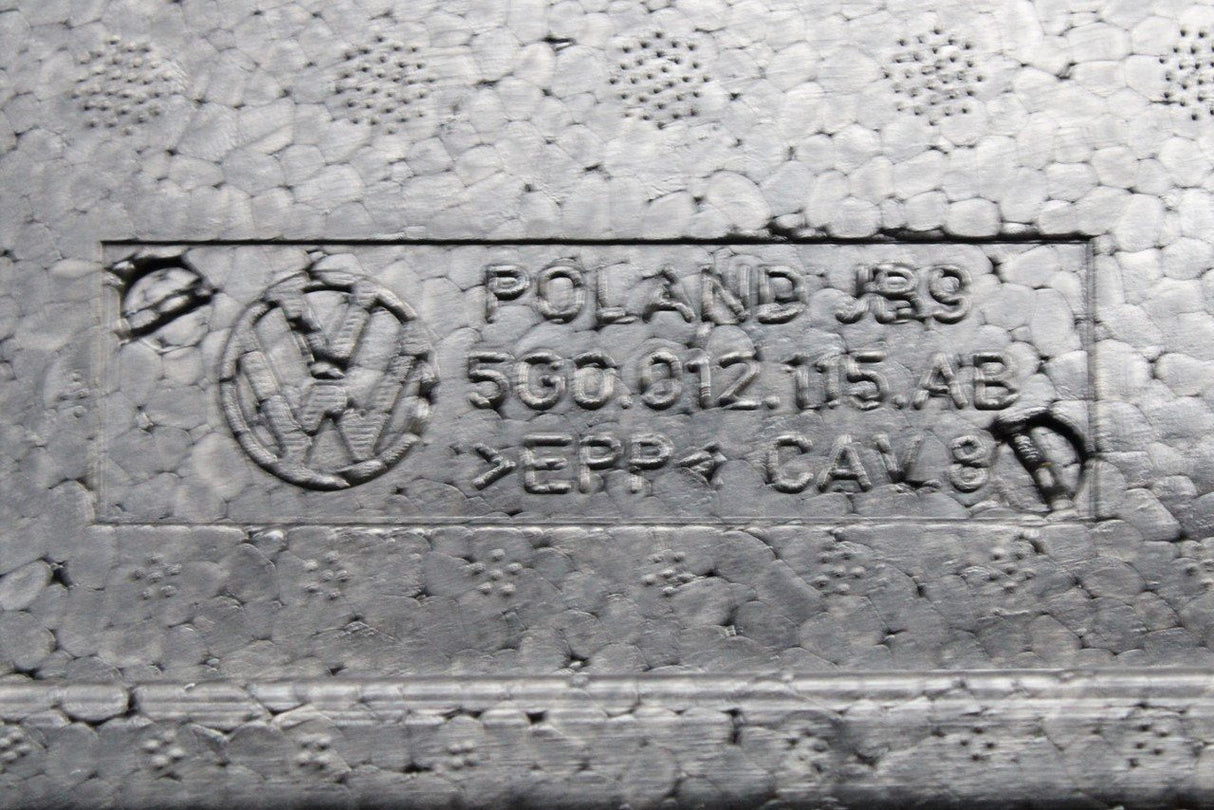 POLAND JB9
5G0.012.115.AB
>EPP< CAV.8